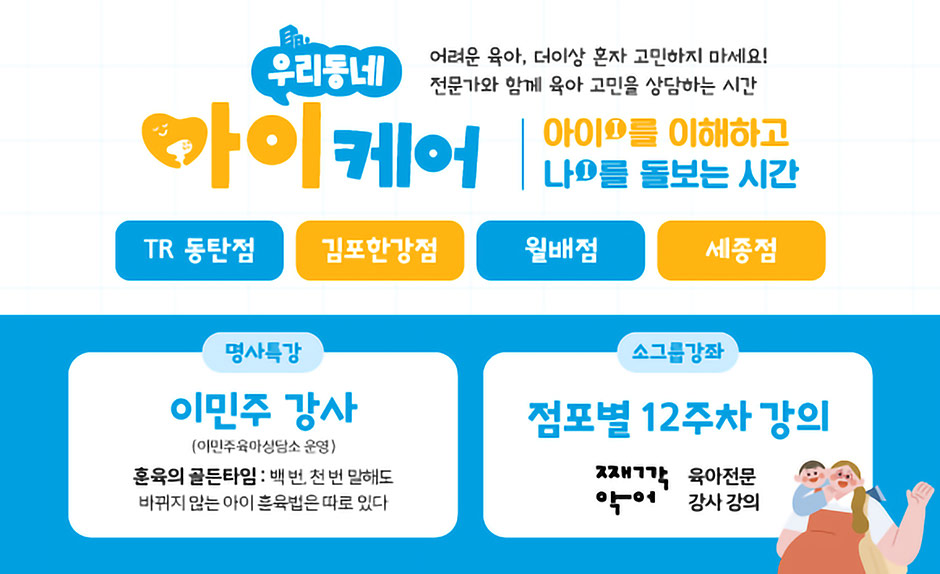 우리동네
아이 케어
어려운 육아, 더이상 혼자 고민하지 마세요!
전문가와 함께 육아 고민을 상담하는 시간
아이I를 이해하고
나I를 돌보는 시간
TR 동탄점
김포한강점
월배점
세종점
명사특강
이민주 강사
(이민주육아상담소 운영)
훈육의 골든타임 : 백 번, 천 번 말해도
바뀌지 않는 아이 훈육법은 따로 있다
소그룹강좌
점포별 12주차 강의
째깍
악어
육아전문
강사 강의